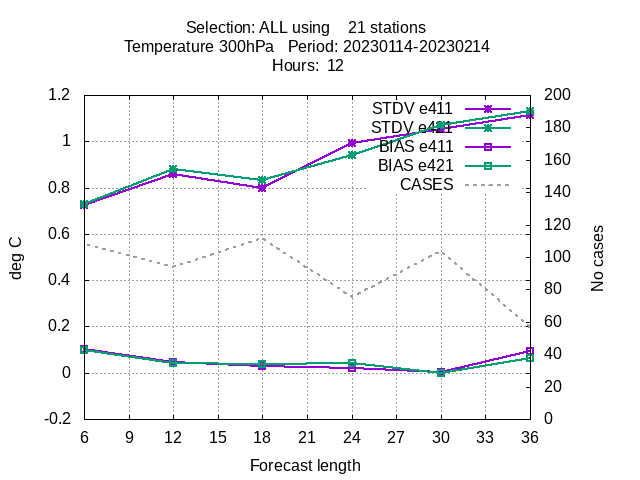 Selection: ALL using    21 stations
Temperature 300hPa   Period: 20230114-20230214
Hours:  12
1.2
1
0.8
0.6
0.4
0.2
0
-0.2
deg C
STDV e411
STDV e421
BIAS e411
BIAS e421
CASES
200
180
160
140
120
100
80
60
40
20
0
No cases
6 9 12 15 18 21 24 27 30 33 36
Forecast length